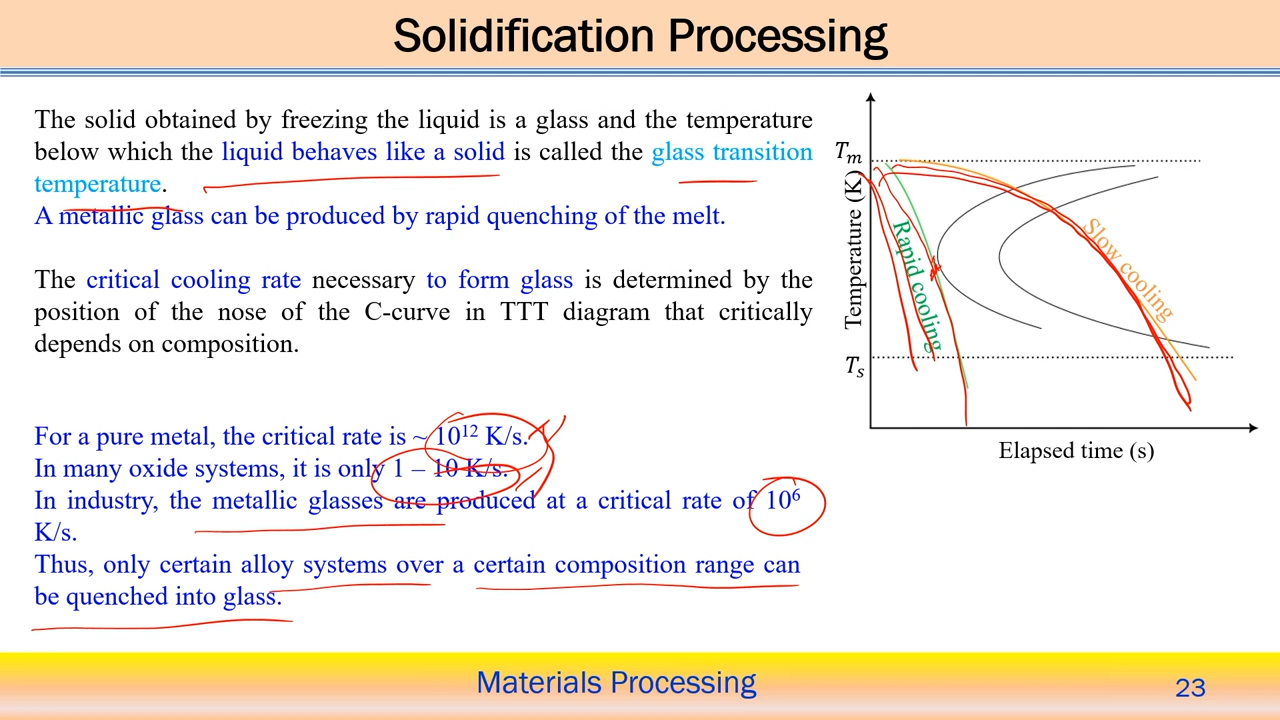 Solidification Processing
The solid obtained by freezing the liquid is a glass and the temperature
below which the liquid behaves like a solid is called the glass transition
temperature.
A metallic glass can be produced by rapid quenching of the melt.
The critical cooling rate necessary to form glass is determined by the
position of the nose of the C-curve in TTT diagram that critically
depends on composition.
For a pure metal, the critical rate is ~ 10¹² K/s.
In many oxide systems, it is only 1 – 10 K/s.
In industry, the metallic glasses are produced at a critical rate of 10⁶
K/s.
Thus, only certain alloy systems over a certain composition range can
be quenched into glass.
Tₘ
Temperature (K)
Rapid cooling
Slow cooling
Tₛ
Elapsed time (s)
Materials Processing
23